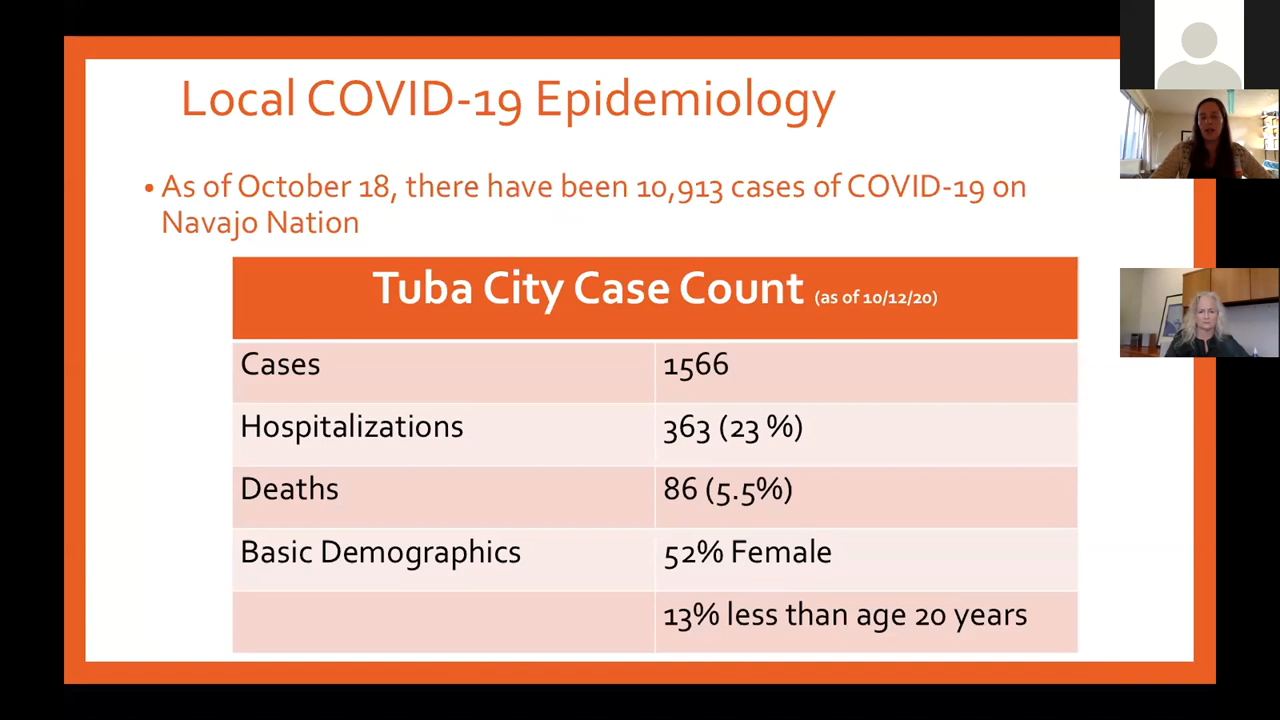 Local COVID-19 Epidemiology
• As of October 18, there have been 10,913 cases of COVID-19 on
Navajo Nation
Tuba City Case Count (as of 10/12/20)
Cases 1566
Hospitalizations 363 (23 %)
Deaths 86 (5.5%)
Basic Demographics 52% Female
13% less than age 20 years